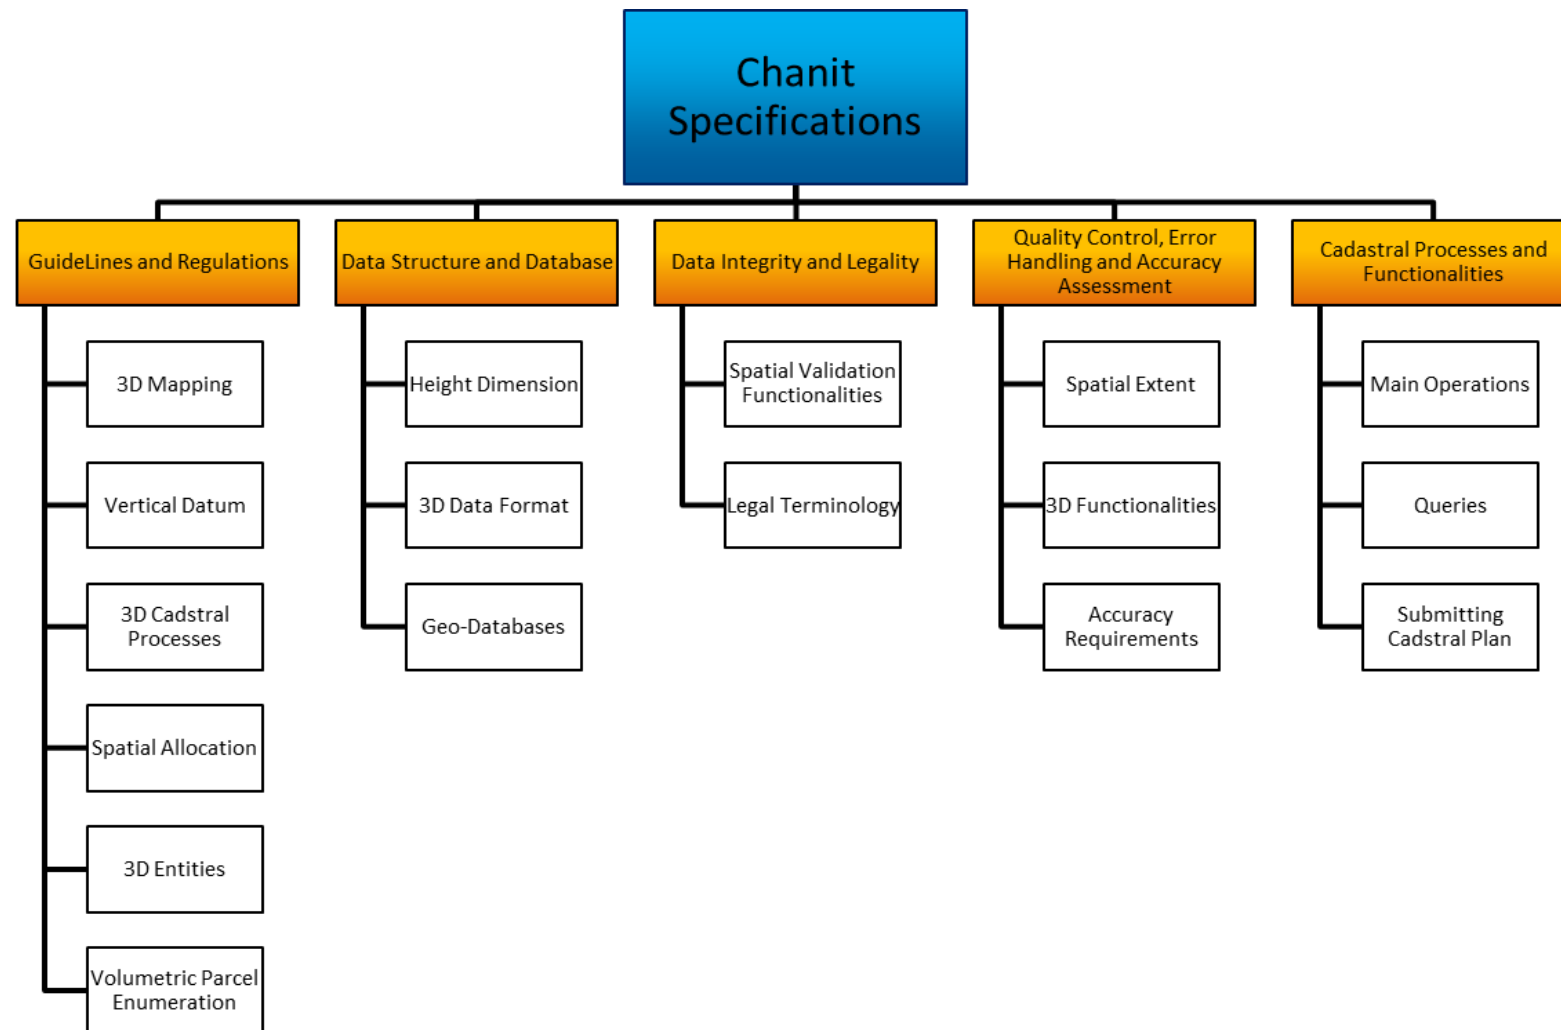 Chanit
Specifications
GuideLines and Regulations
3D Mapping
Vertical Datum
3D Cadstral
Processes
Spatial Allocation
3D Entities
Volumetric Parcel
Enumeration
Data Structure and Database
Height Dimension
3D Data Format
Geo-Databases
Data Integrity and Legality
Spatial Validation
Functionalities
Legal Terminology
Quality Control, Error
Handling and Accuracy
Assessment
Spatial Extent
3D Functionalities
Accuracy
Requirements
Cadastral Processes and
Functionalities
Main Operations
Queries
Submitting
Cadstral Plan